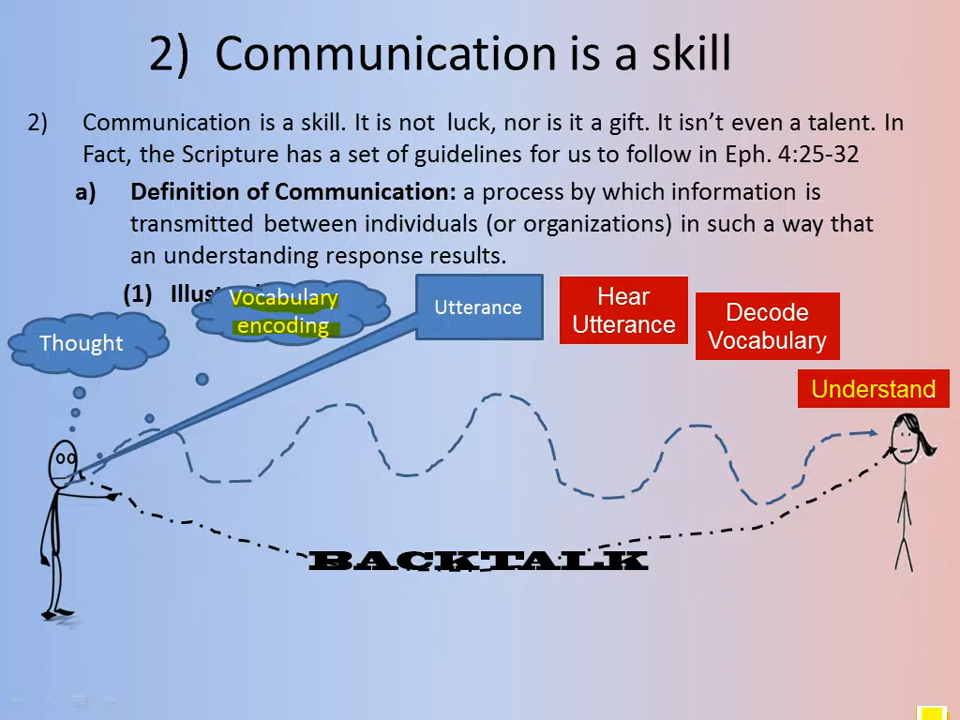 2) Communication is a skill
2) Communication is a skill. It is not luck, nor is it a gift. It isn’t even a talent. In
Fact, the Scripture has a set of guidelines for us to follow in Eph. 4:25-32
a) Definition of Communication: a process by which information is
transmitted between individuals (or organizations) in such a way that
an understanding response results.
(1)
Thought
Vocabulary
encoding
Utterance
Hear
Utterance
Decode
Vocabulary
Understand
BACKTALK